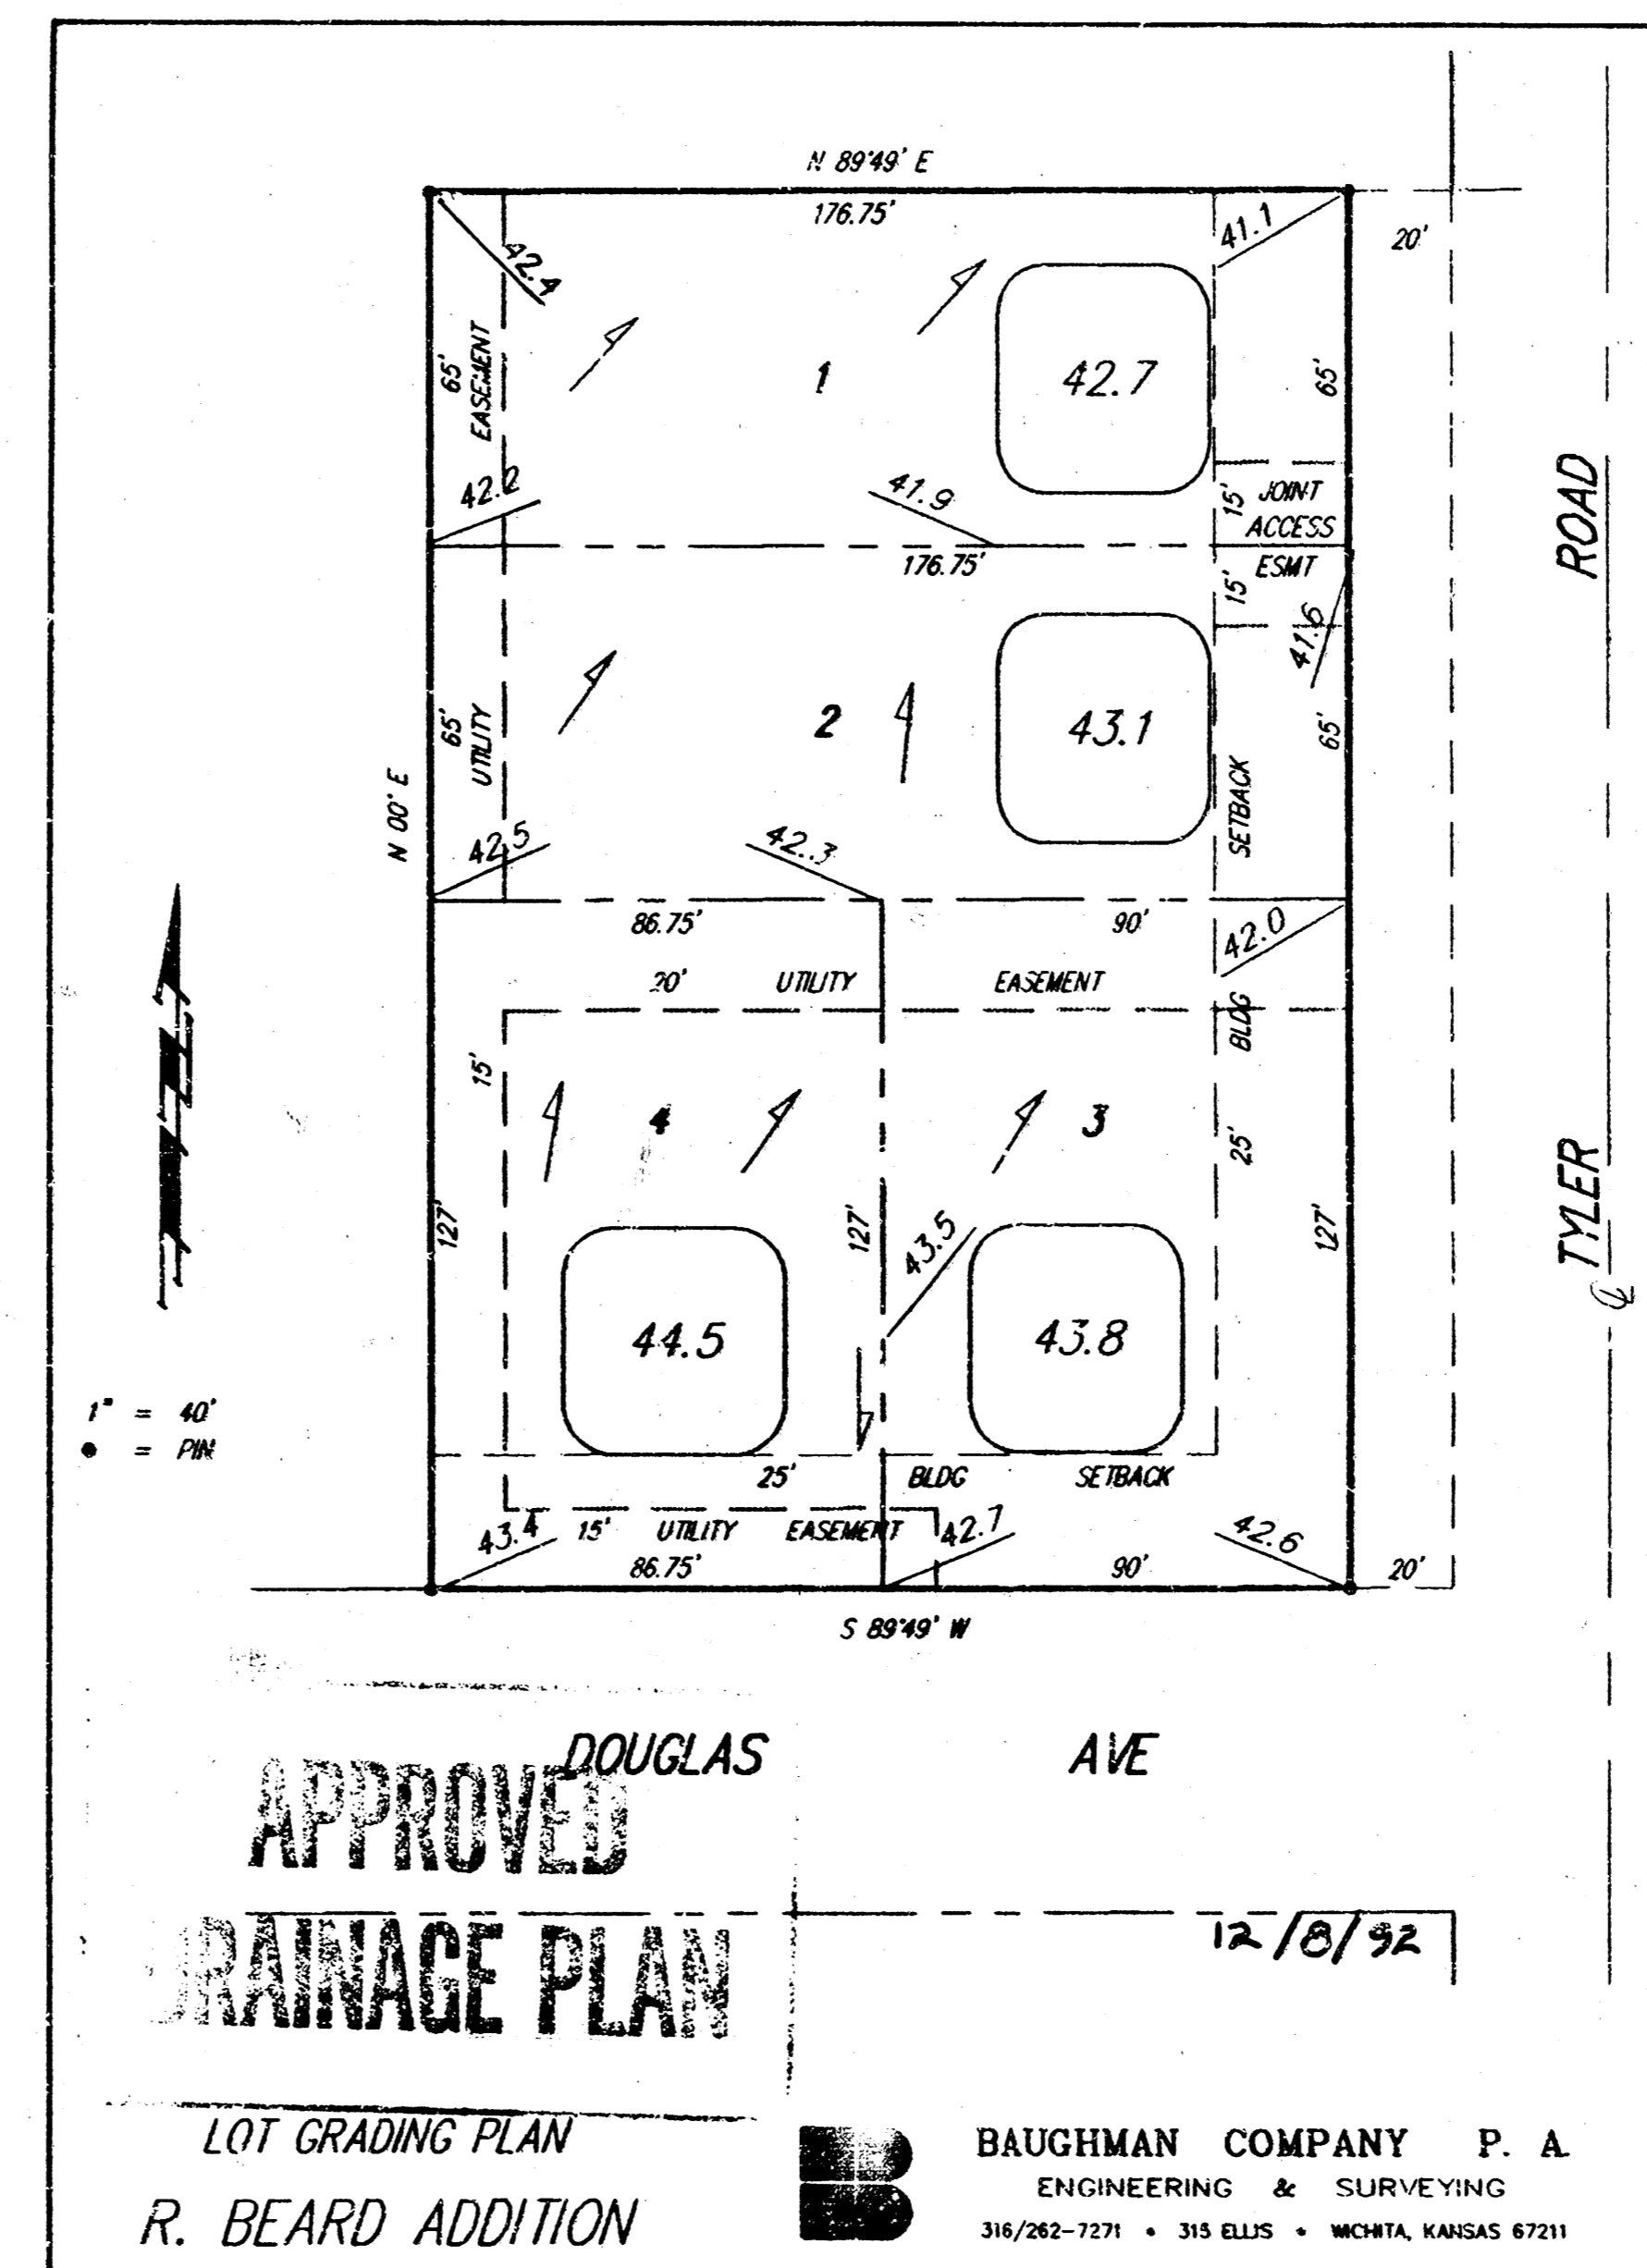 N 89°49' E
176.75'
42.4
41.1
20'
65'
EASEMENT
1
42.7
65'
42.2
41.9
15' JOINT
ACCESS
176.75'
15' ESMT
41.6
ROAD
65'
UTILITY
2
43.1
65'
SETBACK
N 00° E
42.5
42.3
86.75'
90'
42.0
20' UTILITY EASEMENT
BLDG
15'
4
3
25'
127'
127'
43.5
127'
TYLER
44.5
43.8
1" = 40'
● = PIN
25' BLDG SETBACK
43.4
15' UTILITY EASEMENT
42.7
42.6
86.75'
90'
20'
S 89°49' W
DOUGLAS AVE
APPROVED
DRAINAGE PLAN
12/8/92
LOT GRADING PLAN
R. BEARD ADDITION
BAUGHMAN COMPANY P. A.
ENGINEERING & SURVEYING
316/262-7271 • 315 ELLIS • WICHITA, KANSAS 67211